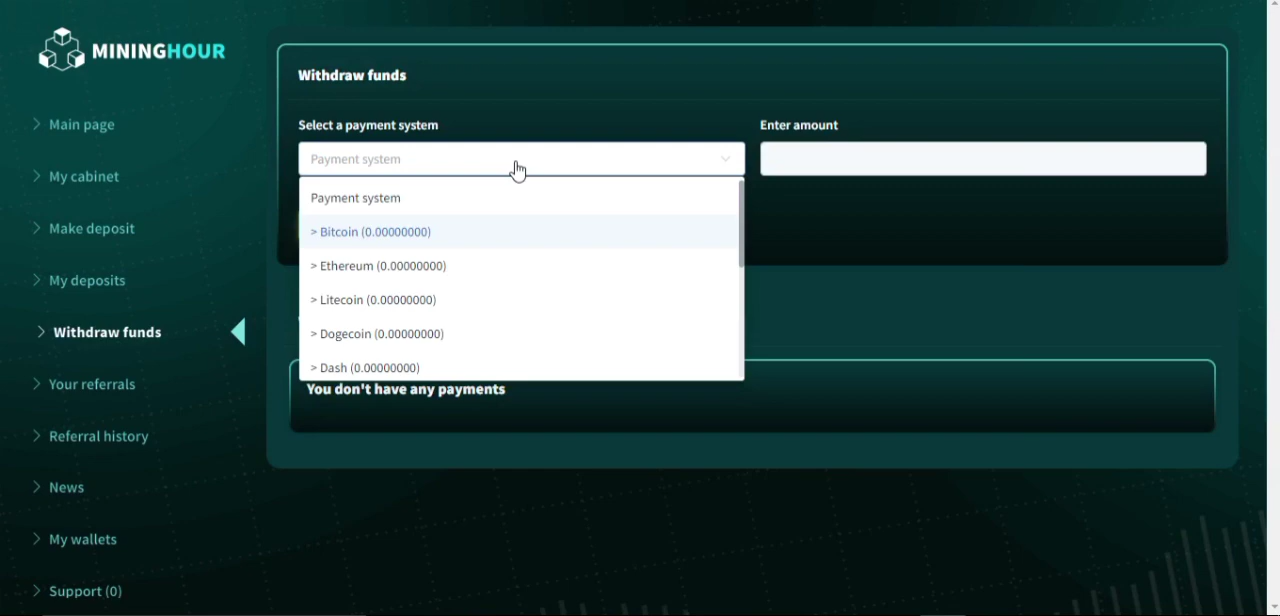 MININGHOUR
Main page
My cabinet
Make deposit
My deposits
Withdraw funds
Your referrals
Referral history
News
My wallets
Support (0)
Withdraw funds
Select a payment system
Enter amount
Payment system
Payment system
> Bitcoin (0.00000000)
> Ethereum (0.00000000)
> Litecoin (0.00000000)
> Dogecoin (0.00000000)
> Dash (0.00000000)
You don't have any payments